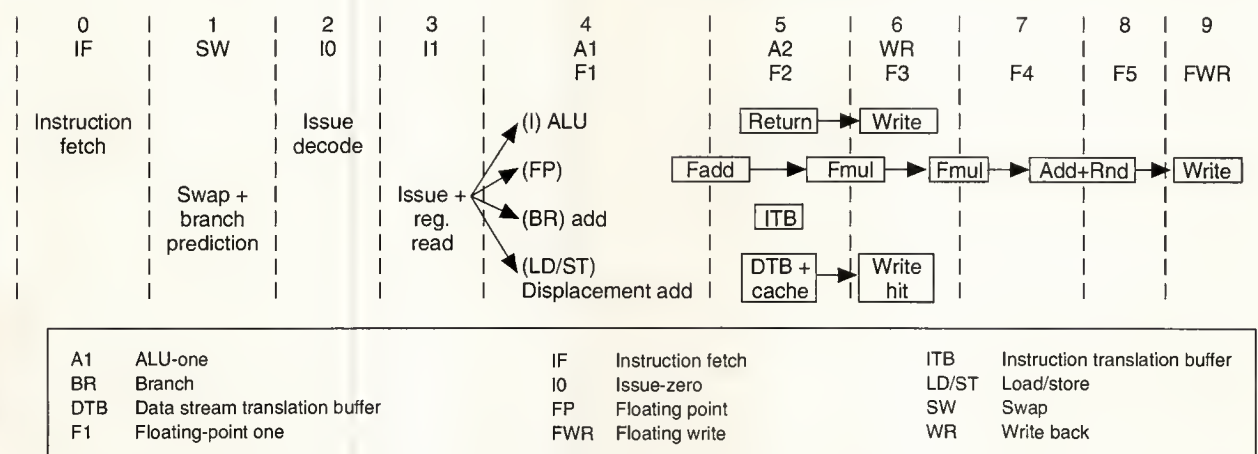 0 1 2 3 4 5 6 7 8 9
IF SW I0 I1 A1 A2 WR
F1 F2 F3 F4 F5 FWR
Instruction fetch
Swap + branch prediction
Issue decode
Issue + reg. read
(I) ALU Return Write
(FP) Fadd Fmul Fmul Add+Rnd Write
(BR) add ITB
(LD/ST)
Displacement add
DTB + cache
Write hit
A1 ALU-one
BR Branch
DTB Data stream translation buffer
F1 Floating-point one
IF Instruction fetch
I0 Issue-zero
FP Floating point
FWR Floating write
ITB Instruction translation buffer
LD/ST Load/store
SW Swap
WR Write back